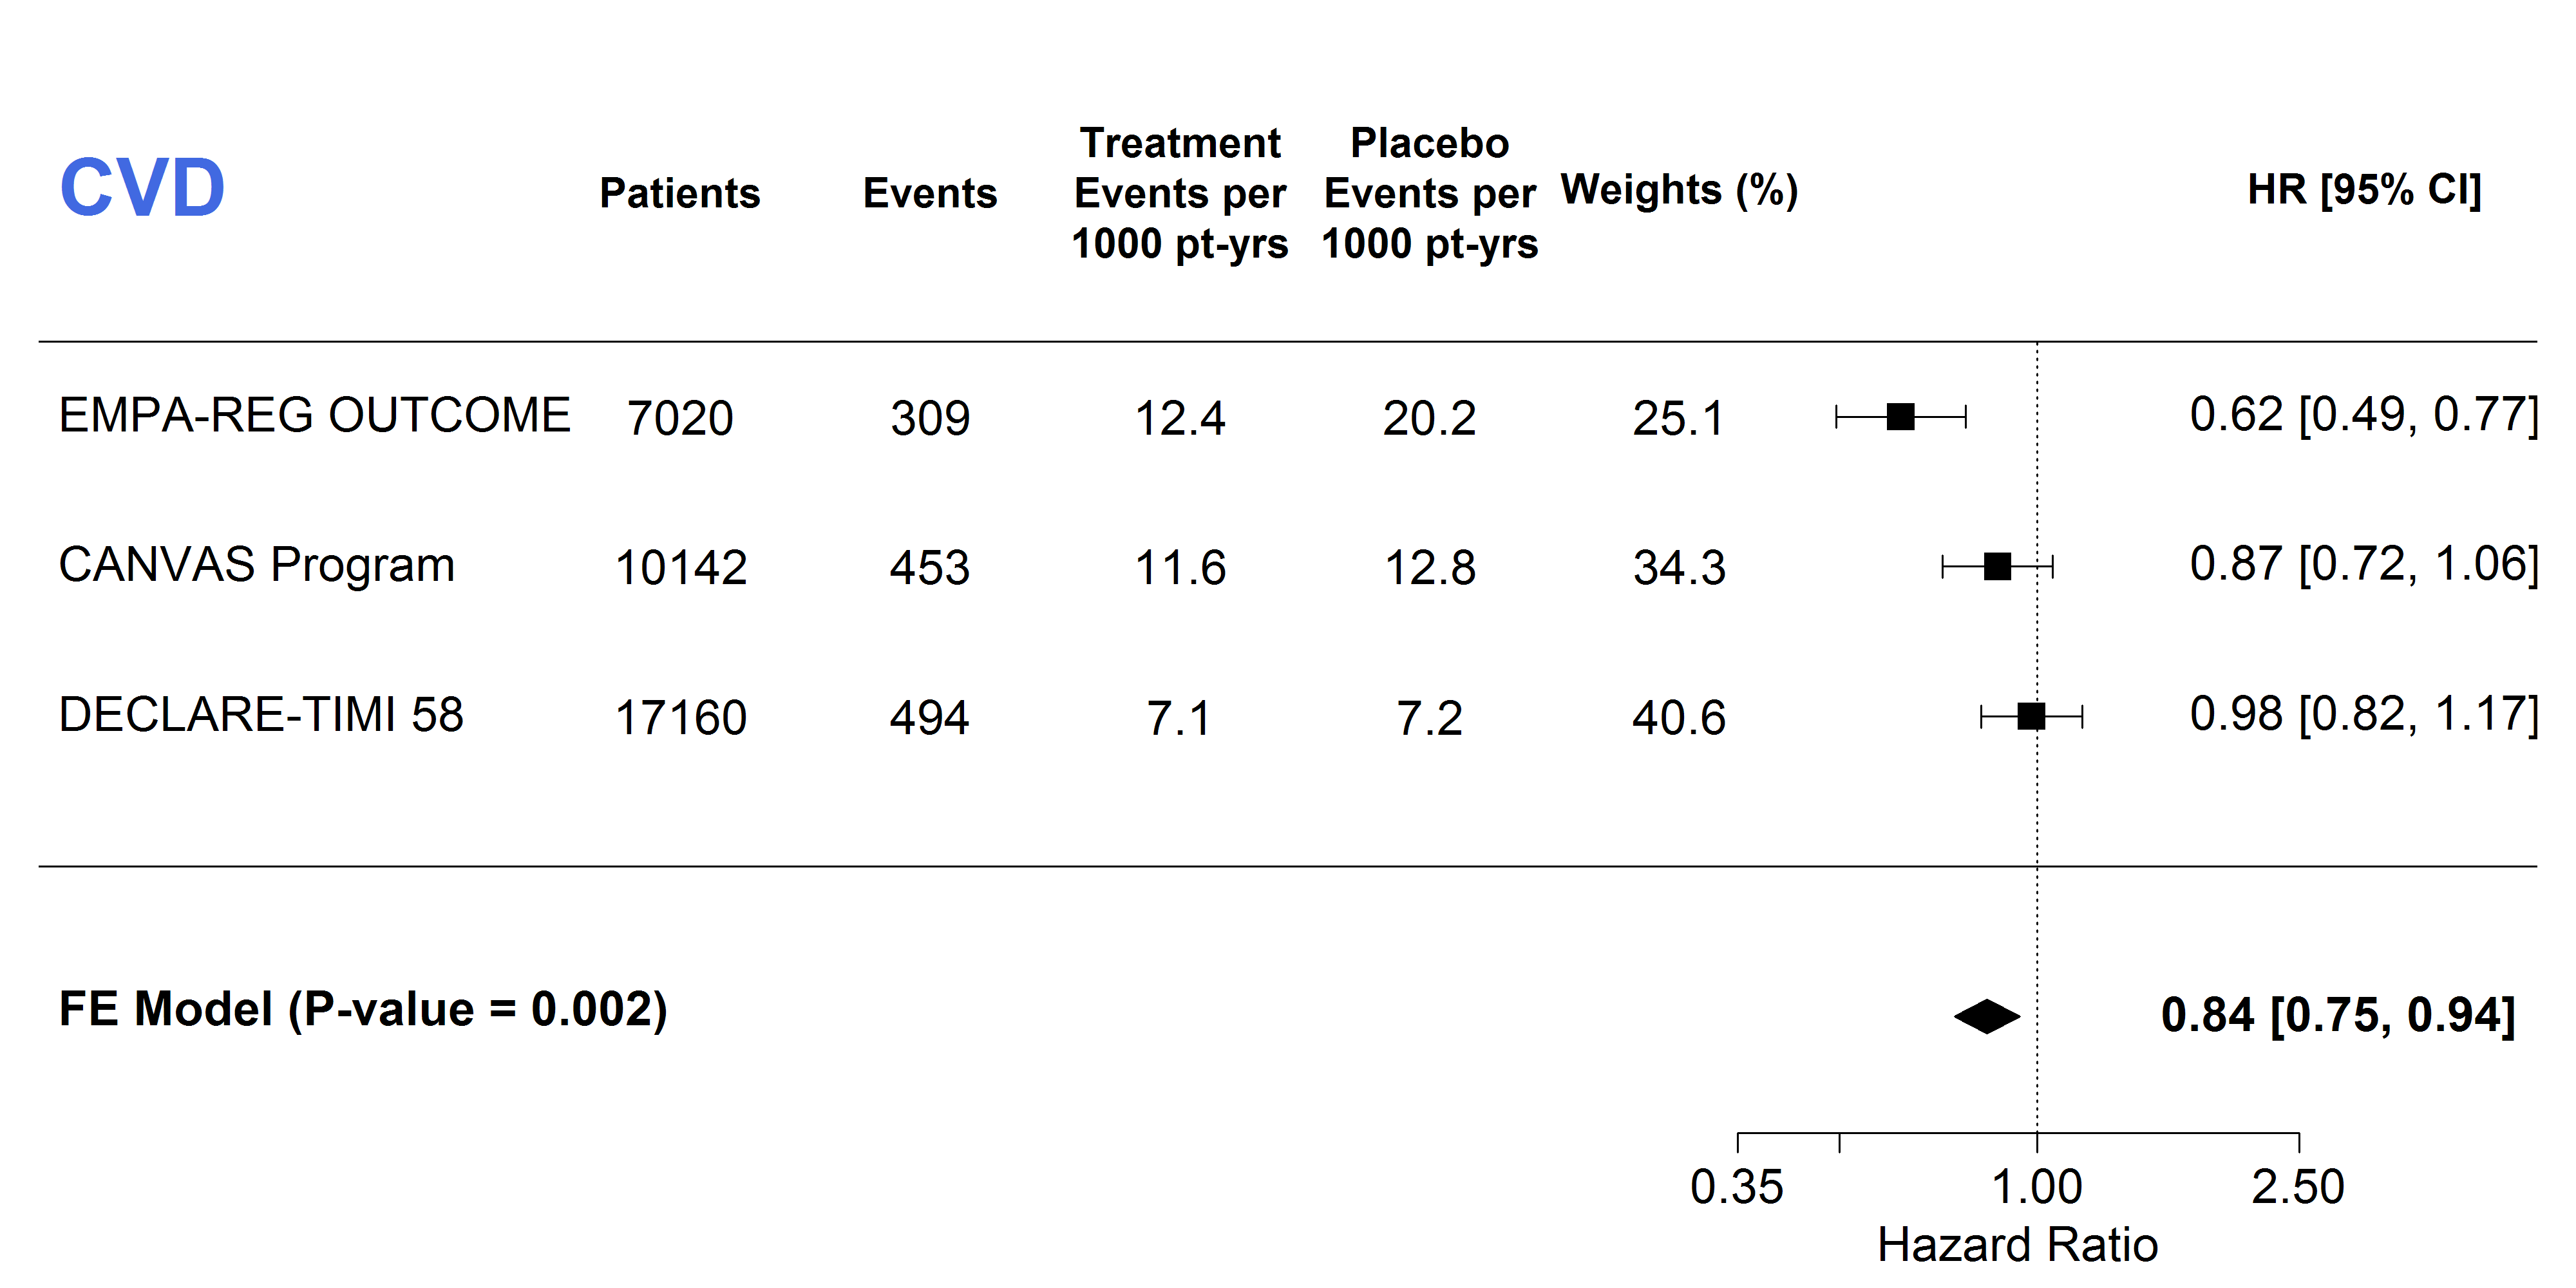 CVD Patients Events Treatment Events per 1000 pt-yrs Placebo Events per 1000 pt-yrs Weights (%) HR [95% CI]
EMPA-REG OUTCOME 7020 309 12.4 20.2 25.1 0.62 [0.49, 0.77]
CANVAS Program 10142 453 11.6 12.8 34.3 0.87 [0.72, 1.06]
DECLARE-TIMI 58 17160 494 7.1 7.2 40.6 0.98 [0.82, 1.17]
FE Model (P-value = 0.002) 0.84 [0.75, 0.94]
0.35 1.00 2.50
Hazard Ratio